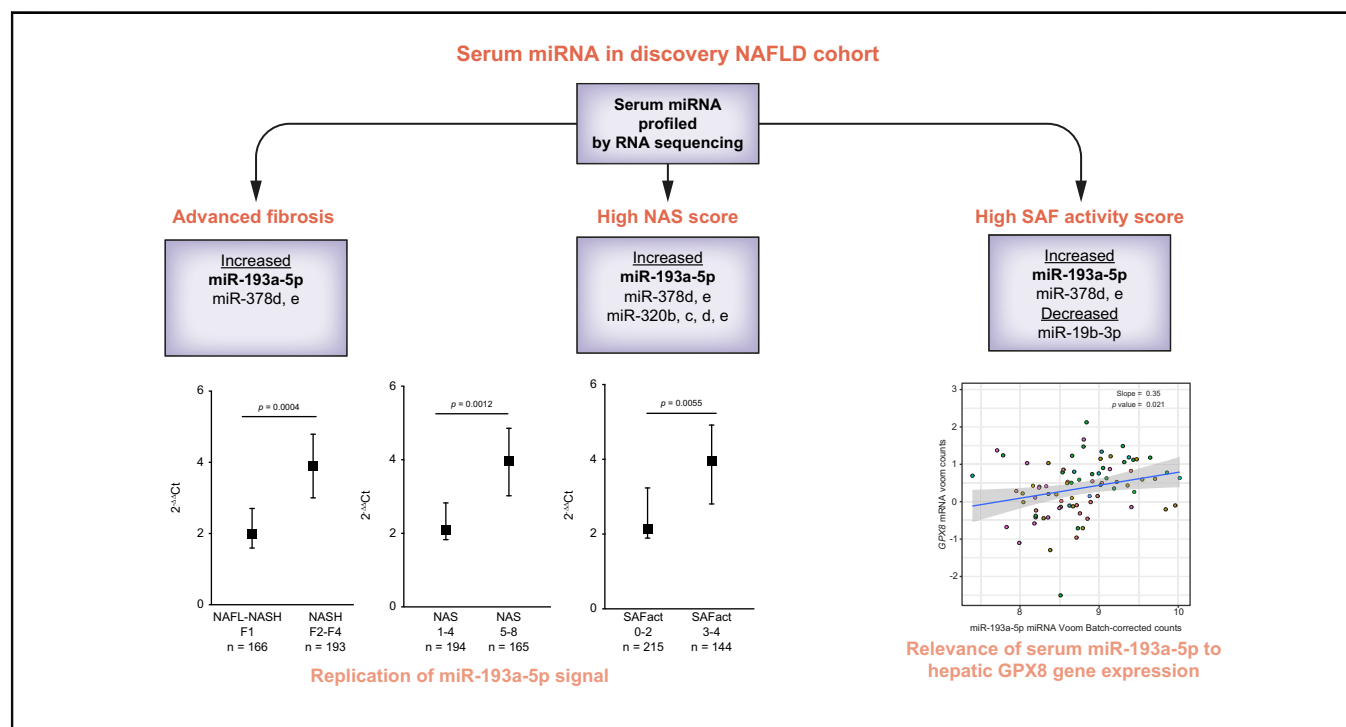 Serum miRNA in discovery NAFLD cohort
Serum miRNA
profiled
by RNA sequencing
Advanced fibrosis
High NAS score
High SAF activity score
Increased
miR-193a-5p
miR-378d, e
Increased
miR-193a-5p
miR-378d, e
miR-320b, c, d, e
Increased
miR-193a-5p
miR-378d, e
Decreased
miR-19b-3p
6
4
2
0
2-ΔΔCt
p = 0.0004
NAFL-NASH
F1
n = 166
NASH
F2-F4
n = 193
6
4
2
0
2-ΔΔCt
p = 0.0012
NAS
1-4
n = 194
NAS
5-8
n = 165
6
4
2
0
2-ΔΔCt
p = 0.0055
SAFact
0-2
n = 215
SAFact
3-4
n = 144
Replication of miR-193a-5p signal
Slope = 0.35
p value = 0.021
3
2
1
0
-1
-2
GPX8 mRNA voom counts
8
9
10
miR-193a-5p miRNA Voom Batch-corrected counts
Relevance of serum miR-193a-5p to
hepatic GPX8 gene expression